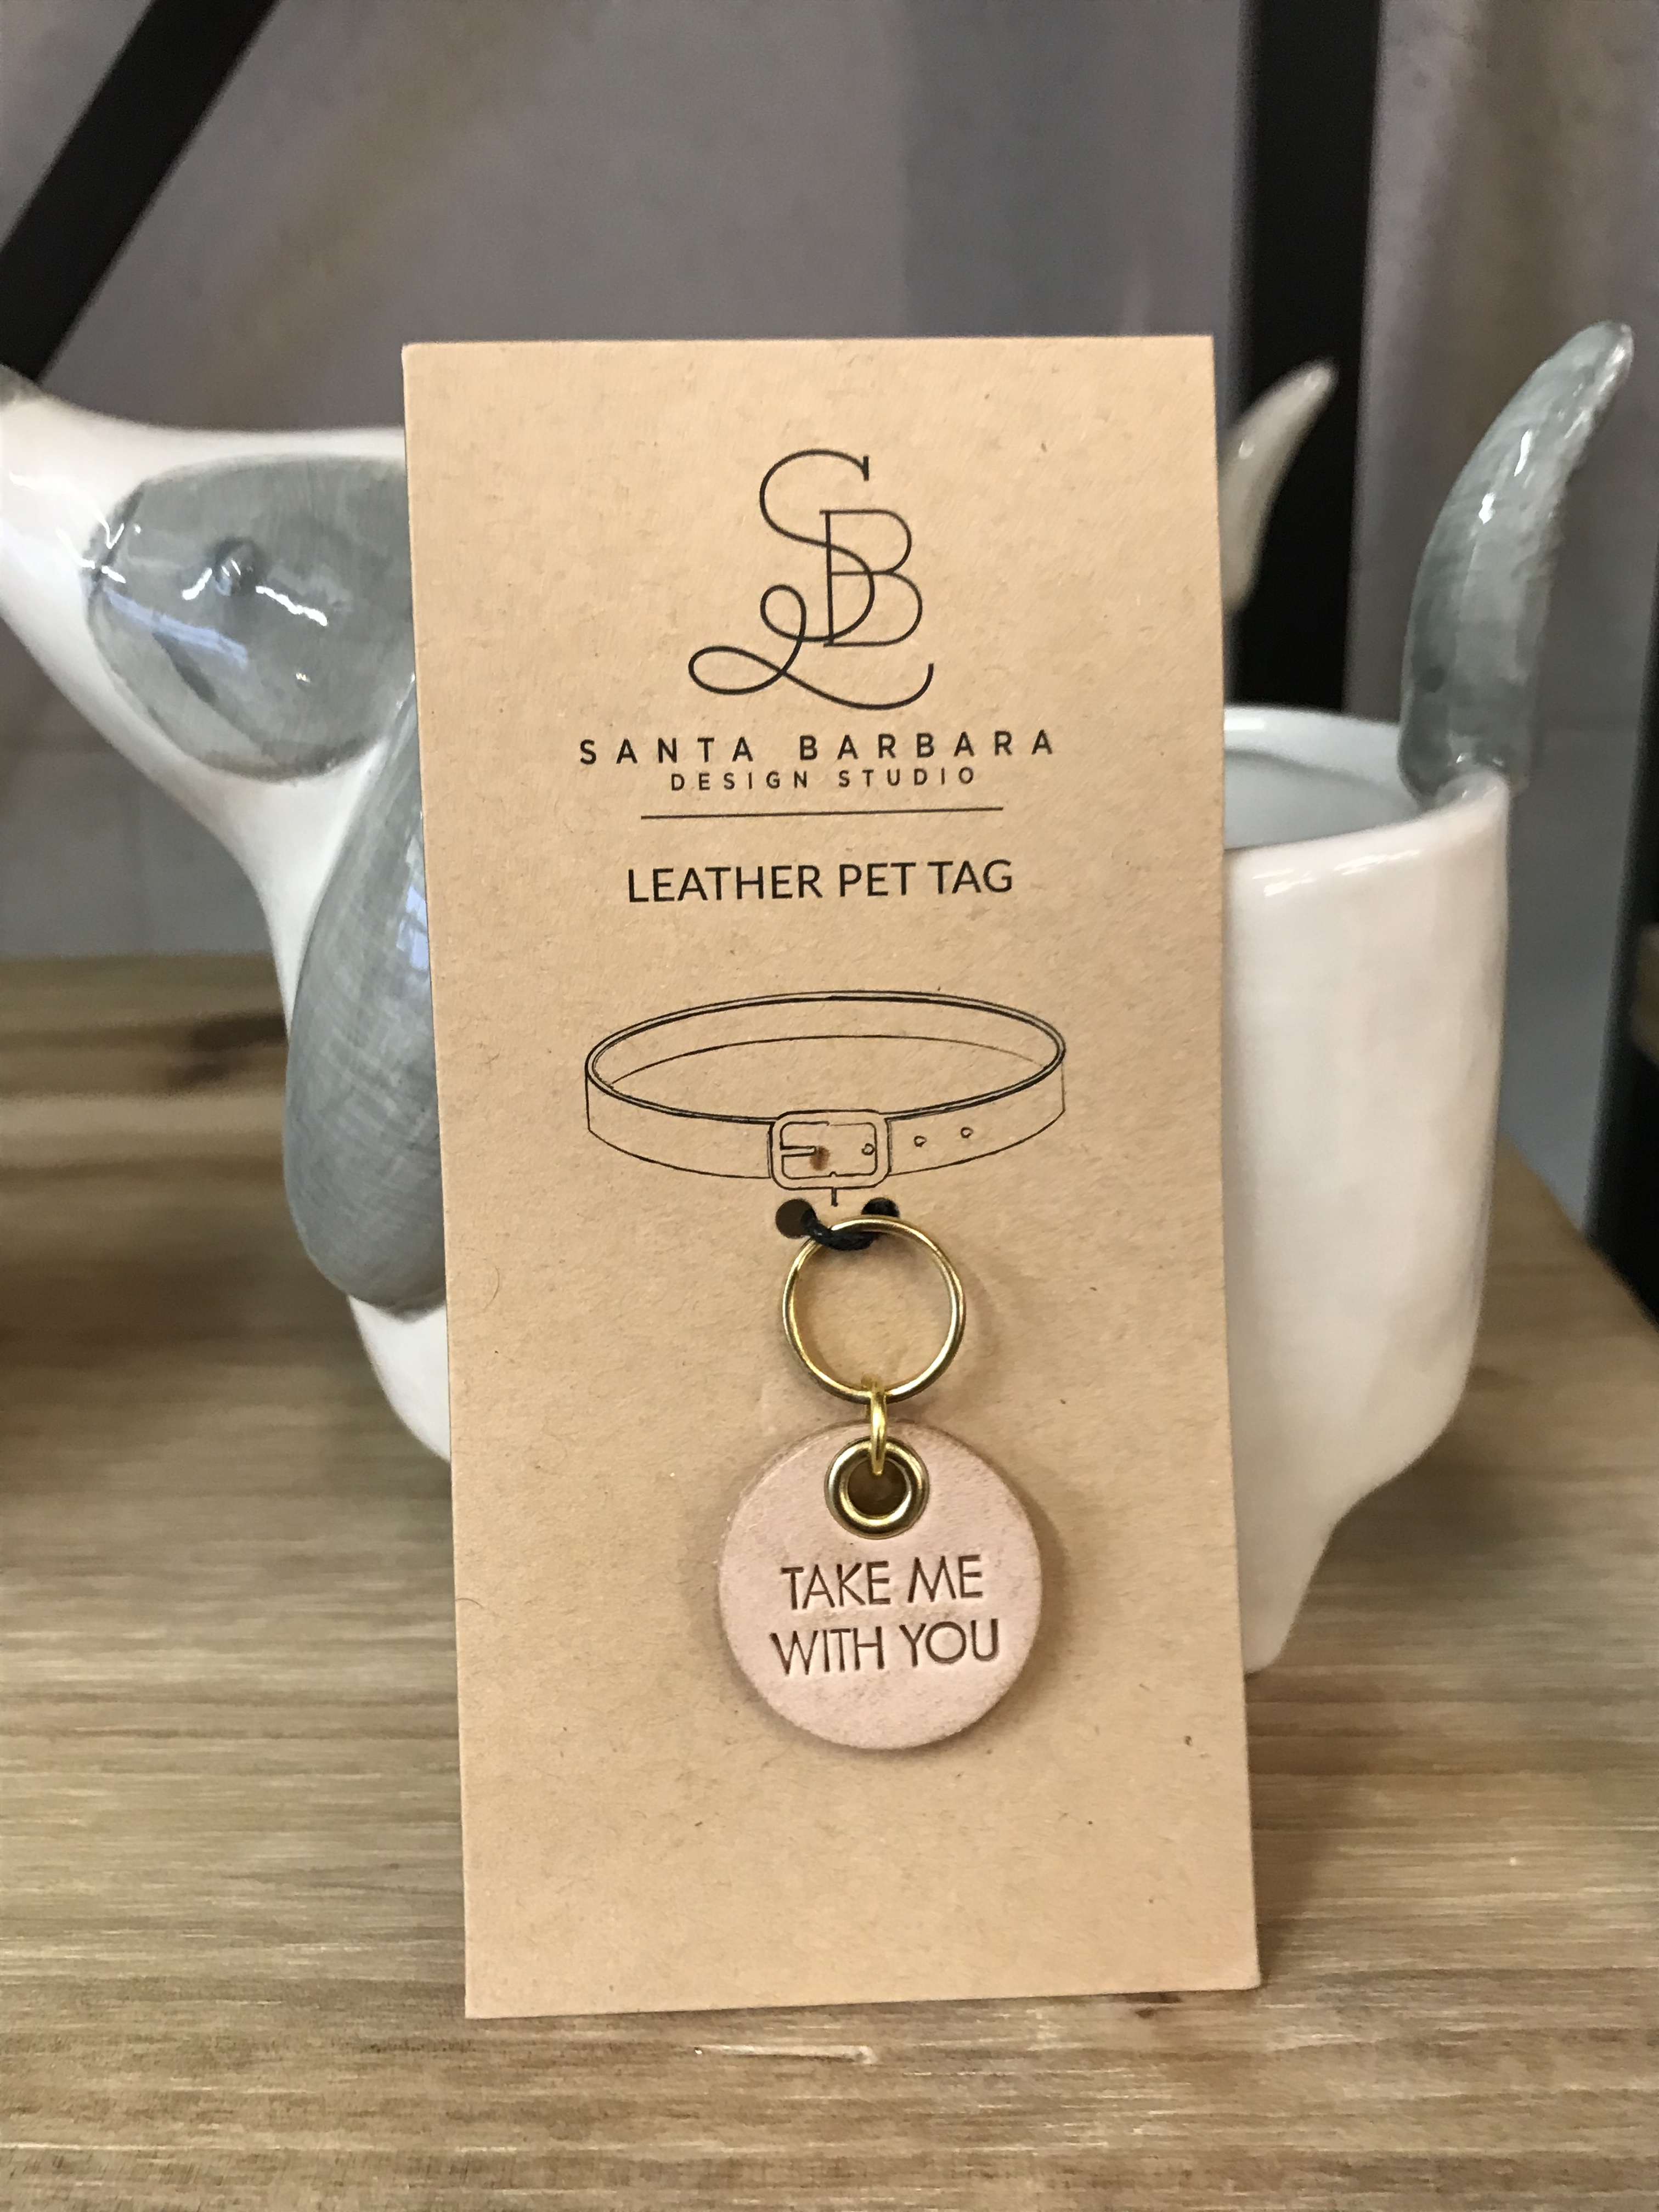 SB
SANTA BARBARA
DESIGN STUDIO
LEATHER PET TAG
TAKE ME
WITH YOU